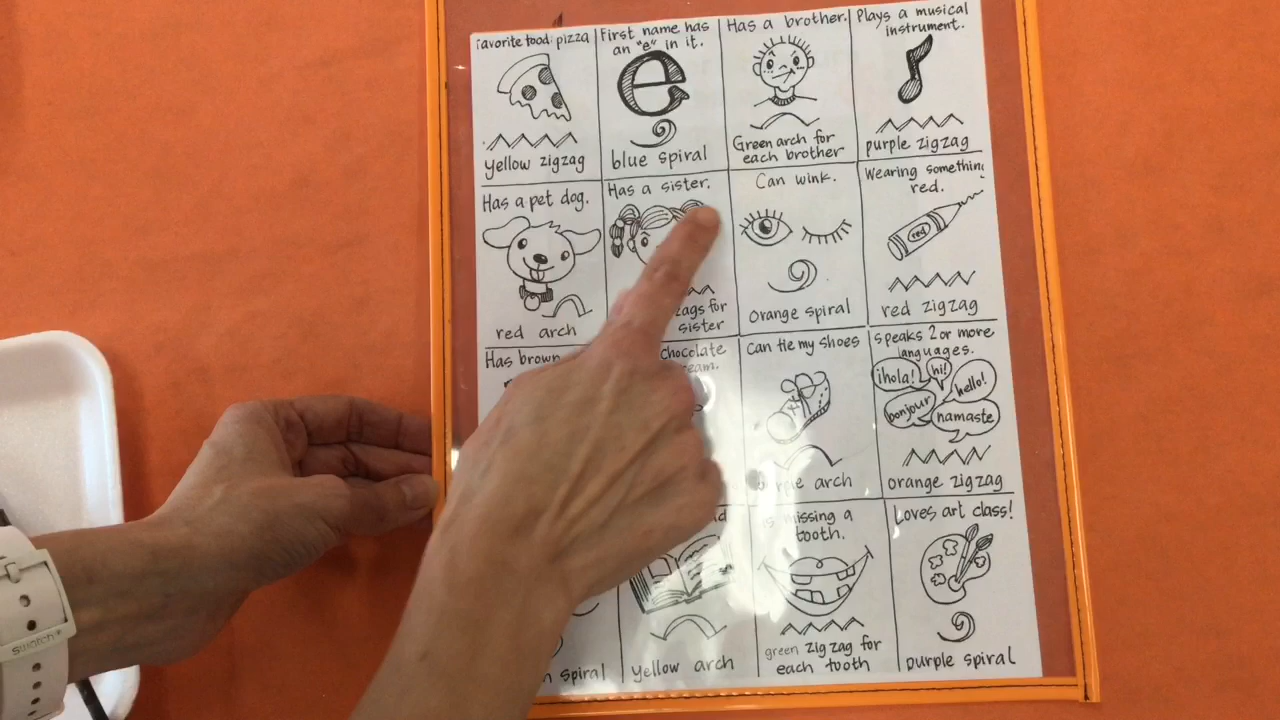 favorite food: pizza
yellow zigzag
First name has
an "e" in it.
e
blue spiral
Has a brother.
Green arch for
each brother
Plays a musical
instrument.
purple zigzag
Has a pet dog.
red arch
Has a sister.
zags for
sister
Can wink.
orange spiral
Wearing something
red.
red
red zigzag
Has brown
chocolate
Can tie my shoes
purple arch
speaks 2 or more
languages.
¡hola!
hi!
hello!
bonjour
namaste
orange zigzag
spiral
yellow arch
is missing a
tooth.
green zigzag for
each tooth
Loves art class!
purple spiral
swatch+